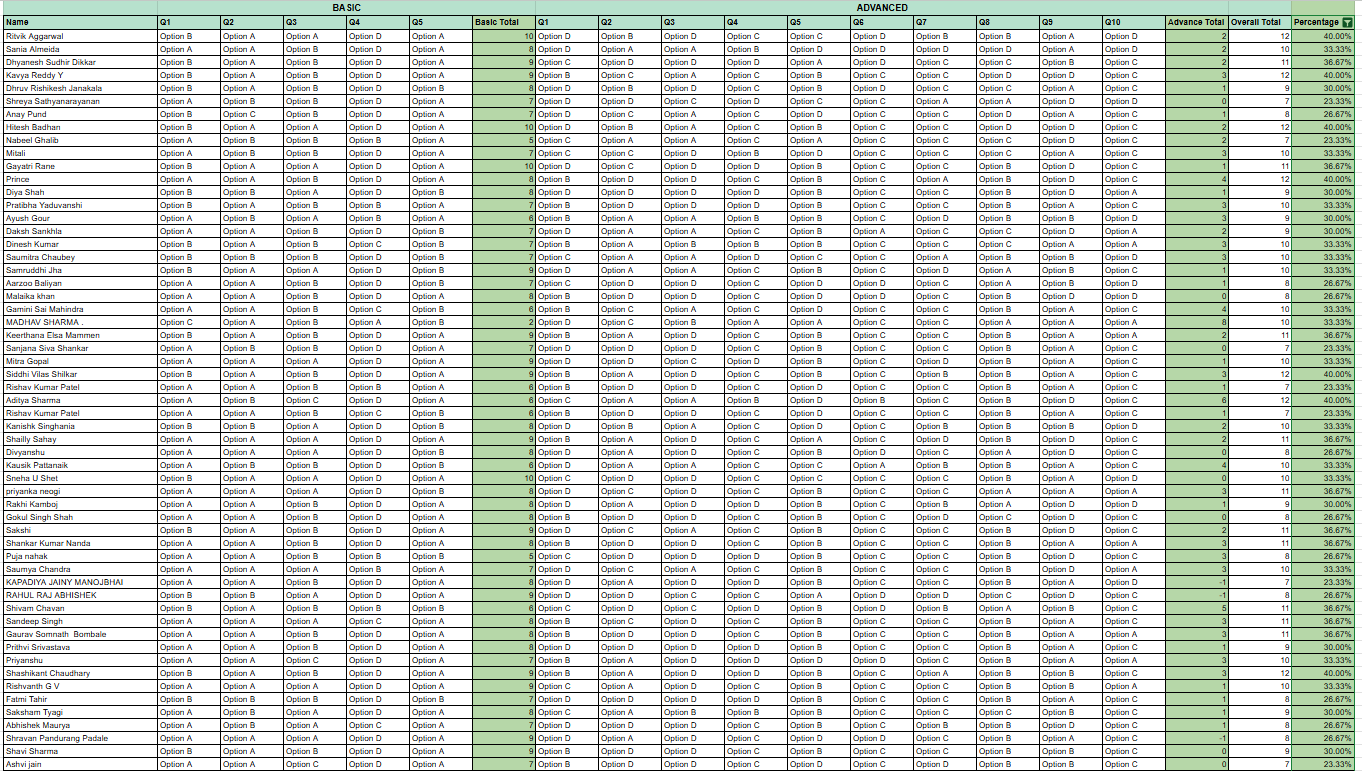 BASIC ADVANCED
Name Q1 Q2 Q3 Q4 Q5 Basic Total Q1 Q2 Q3 Q4 Q5 Q6 Q7 Q8 Q9 Q10 Advance Total Overall Total Percentage
Ritvik Aggarwal Option B Option A Option A Option D Option A 10 Option D Option B Option A Option C Option C Option D Option B Option B Option A Option D 2 12 40.00%
Sania Almeida Option A Option A Option B Option D Option A 8 Option D Option A Option D Option B Option D Option D Option C Option D Option A Option D 2 10 33.33%
Dhyanesh Sudhir Dikkar Option B Option A Option B Option D Option A 9 Option C Option D Option D Option D Option A Option D Option C Option C Option B Option C 2 11 36.67%
Kavya Reddy Y Option B Option A Option B Option D Option A 9 Option B Option C Option A Option B Option C Option D Option C Option D Option D Option C 3 12 40.00%
Dhruv Rishikesh Janakala Option B Option A Option D Option D Option B 8 Option D Option D Option D Option C Option D Option C Option C Option B Option D Option C 1 9 30.00%
Shreya Sathyanarayanan Option A Option B Option B Option D Option A 7 Option D Option D Option C Option D Option C Option C Option A Option A Option D Option C 0 7 23.33%
Anay Pund Option B Option C Option B Option D Option A 7 Option D Option C Option A Option C Option D Option C Option C Option D Option A Option C 1 8 26.67%
Hitesh Badhan Option B Option A Option A Option D Option A 10 Option D Option B Option A Option C Option C Option D Option D Option B Option C Option C 2 12 40.00%
Nabeel Ghalib Option A Option B Option B Option B Option A 5 Option C Option A Option A Option C Option D Option C Option C Option C Option D Option C 2 7 23.33%
Mitali Option A Option B Option B Option D Option A 7 Option C Option C Option D Option B Option D Option C Option C Option C Option A Option C 3 10 33.33%
Gayatri Rane Option B Option A Option A Option D Option A 10 Option D Option C Option D Option D Option D Option C Option C Option B Option D Option C 1 11 36.67%
Prince Option A Option A Option B Option D Option A 8 Option B Option D Option D Option C Option B Option C Option A Option B Option D Option C 4 12 40.00%
Diya Shah Option B Option B Option A Option D Option B 8 Option D Option D Option D Option D Option A Option C Option C Option B Option D Option A 1 9 30.00%
Pratibha Yaduvanshi Option A Option B Option B Option D Option A 7 Option B Option D Option D Option C Option D Option C Option C Option B Option A Option C 3 10 33.33%
Ayush Gour Option B Option B Option A Option B Option A 6 Option D Option A Option A Option B Option D Option C Option D Option B Option B Option C 3 9 30.00%
Daksh Sankhla Option A Option B Option B Option D Option A 7 Option D Option A Option D Option C Option B Option A Option C Option C Option D Option C 2 9 30.00%
Dinesh Kumar Option B Option A Option B Option C Option B 7 Option B Option A Option B Option B Option D Option C Option C Option C Option A Option A 3 10 33.33%
Saumitra Chaubey Option B Option A Option B Option D Option B 7 Option C Option A Option A Option C Option D Option C Option A Option B Option B Option C 3 10 33.33%
Samruddhi Jha Option B Option A Option A Option D Option B 9 Option D Option A Option A Option C Option B Option C Option D Option A Option B Option C 1 10 33.33%
Aarzoo Baliyan Option A Option A Option B Option D Option B 7 Option C Option D Option D Option C Option D Option C Option C Option B Option D Option A 1 8 26.67%
Malaika khan Option A Option A Option B Option D Option A 8 Option B Option D Option D Option C Option D Option D Option C Option B Option D Option D 0 8 26.67%
Gamini Sai Mahindra Option A Option A Option B Option C Option B 6 Option B Option C Option D Option D Option D Option C Option C Option B Option A Option C 4 10 33.33%
MADHAV SHARMA . Option C Option A Option B Option A Option B 2 Option D Option C Option B Option A Option A Option C Option C Option B Option A Option A 8 10 33.33%
Keerthana Elsa Mammen Option B Option B Option A Option D Option A 9 Option B Option A Option D Option C Option B Option C Option C Option A Option B Option C 2 11 36.67%
Sanjana Siva Shankar Option A Option B Option B Option D Option A 7 Option D Option D Option C Option D Option B Option C Option B Option B Option A Option C 0 7 23.33%
Mitra Gopal Option A Option A Option A Option D Option A 9 Option D Option D Option C Option D Option B Option C Option C Option B Option A Option C 1 10 33.33%
Siddhi Vilas Shilkar Option B Option A Option B Option D Option A 9 Option B Option A Option D Option C Option B Option D Option B Option B Option A Option C 3 12 40.00%
Rishav Kumar Patel Option A Option A Option B Option C Option B 6 Option B Option D Option D Option C Option D Option C Option C Option B Option D Option C 1 7 23.33%
Aditya Sharma Option A Option B Option C Option D Option A 6 Option C Option A Option A Option B Option D Option B Option C Option D Option D Option C 6 12 40.00%
Rishav Kumar Patel Option A Option A Option B Option C Option B 6 Option B Option D Option D Option C Option D Option C Option C Option C Option A Option C 1 7 23.33%
Kanishk Singhania Option B Option B Option A Option D Option B 8 Option D Option B Option A Option C Option D Option D Option B Option B Option B Option D 2 10 33.33%
Shailly Sahay Option A Option A Option A Option D Option A 9 Option B Option D Option D Option C Option A Option C Option D Option B Option D Option C 2 11 36.67%
Divyanshu Option A Option A Option B Option D Option A 8 Option D Option A Option A Option C Option B Option D Option C Option D Option B Option C 0 8 26.67%
Kausik Pattanaik Option A Option B Option B Option D Option B 6 Option D Option A Option A Option C Option C Option A Option B Option B Option A Option C 4 10 33.33%
Sneha U Shet Option B Option A Option A Option D Option A 10 Option C Option D Option D Option C Option D Option C Option C Option B Option D Option A 0 10 33.33%
priyanka neogi Option A Option A Option A Option D Option B 8 Option D Option C Option D Option C Option B Option C Option C Option A Option A Option A 3 11 36.67%
Rakhi Kamboj Option A Option A Option B Option D Option A 8 Option D Option A Option D Option D Option B Option C Option C Option B Option A Option C 1 9 30.00%
Gokul Singh Shah Option A Option A Option B Option D Option A 8 Option B Option D Option D Option C Option B Option C Option C Option B Option D Option C 0 8 26.67%
Sakshi Option B Option A Option B Option D Option A 9 Option D Option C Option A Option C Option B Option C Option C Option B Option D Option C 2 11 36.67%
Shankar Kumar Nanda Option A Option A Option B Option D Option A 8 Option B Option D Option D Option C Option B Option C Option D Option C Option A Option A 3 11 36.67%
Puja nahak Option A Option A Option B Option B Option B 5 Option C Option D Option D Option D Option B Option C Option C Option C Option D Option C 3 8 26.67%
Saumya Chandra Option A Option A Option B Option B Option A 7 Option D Option C Option A Option C Option B Option D Option C Option B Option A Option C 3 10 33.33%
KAPADIYA JAINY MANOJBHAI Option A Option A Option B Option D Option A 8 Option D Option D Option D Option C Option D Option C Option C Option B Option A Option D -1 7 23.33%
RAHUL RAJ ABHISHEK Option B Option B Option A Option D Option A 9 Option D Option D Option C Option C Option A Option D Option D Option B Option D Option C -1 8 26.67%
Shivam Chavan Option B Option A Option B Option B Option B 6 Option C Option D Option C Option D Option B Option D Option B Option A Option B Option C 5 11 36.67%
Sandeep Singh Option A Option A Option A Option C Option A 8 Option B Option C Option D Option C Option B Option C Option C Option B Option D Option C 3 11 36.67%
Gaurav Somnath Bombale Option A Option A Option B Option D Option A 8 Option B Option C Option D Option C Option D Option C Option C Option B Option A Option A 3 11 36.67%
Prithvi Srivastava Option A Option A Option B Option D Option A 8 Option D Option D Option D Option D Option B Option C Option C Option B Option D Option C 1 9 30.00%
Priyanshu Option A Option A Option C Option D Option A 7 Option B Option A Option D Option D Option D Option D Option C Option B Option A Option A 3 10 33.33%
Shashikant Chaudhary Option B Option A Option A Option D Option B 9 Option B Option A Option D Option D Option B Option C Option A Option B Option D Option C 3 12 40.00%
Rishvanth G V Option A Option A Option A Option D Option A 9 Option C Option A Option D Option C Option B Option C Option C Option B Option B Option A 1 10 33.33%
Fatmi Tahir Option A Option B Option B Option D Option B 7 Option D Option D Option D Option C Option B Option C Option B Option B Option A Option C 1 8 26.67%
Saksham Tyagi Option A Option B Option A Option D Option A 8 Option C Option A Option B Option B Option B Option B Option C Option C Option D Option C 1 9 30.00%
Abhishek Maurya Option A Option B Option A Option D Option A 7 Option D Option D Option D Option C Option B Option C Option D Option B Option A Option C 1 8 26.67%
Shravan Pandurang Padale Option A Option A Option A Option D Option A 9 Option D Option A Option D Option D Option D Option C Option B Option D Option A Option C -1 8 26.67%
Shavi Sharma Option B Option A Option B Option D Option A 9 Option B Option D Option D Option C Option D Option C Option C Option B Option D Option C 0 9 30.00%
Ashvi jain Option A Option A Option C Option D Option A 7 Option B Option D Option D Option C Option D Option D Option C Option B Option A Option C 0 7 23.33%